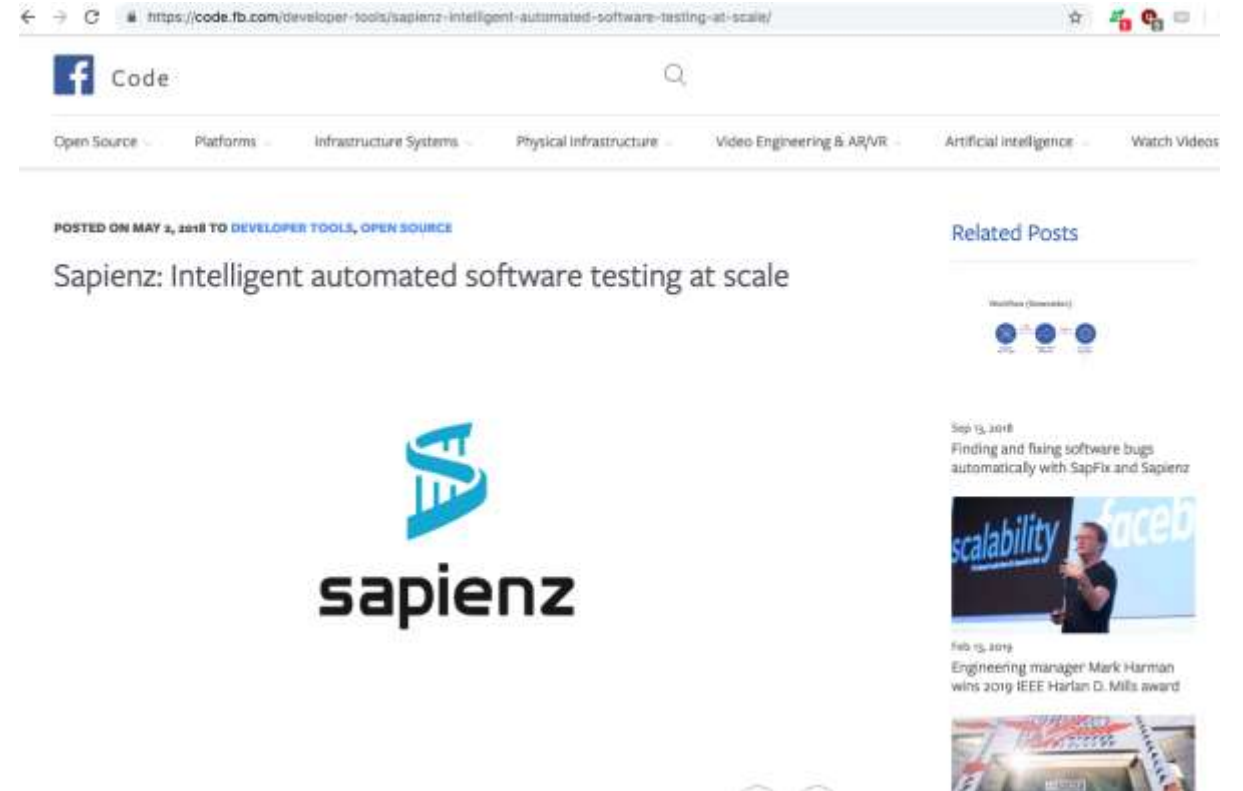 https://code.fb.com/developer-tools/sapienz-intelligent-automated-software-testing-at-scale/
f Code
Open Source Platforms Infrastructure Systems Physical Infrastructure Video Engineering & AR/VR Artificial Intelligence Watch Videos
POSTED ON MAY 2, 2018 TO DEVELOPER TOOLS, OPEN SOURCE
Sapienz: Intelligent automated software testing at scale
sapienz
Related Posts
Sep 13, 2018
Finding and fixing software bugs
automatically with SapFix and Sapienz
scalability
faceb
Feb 13, 2019
Engineering manager Mark Harman
wins 2019 IEEE Harlan D. Mills award